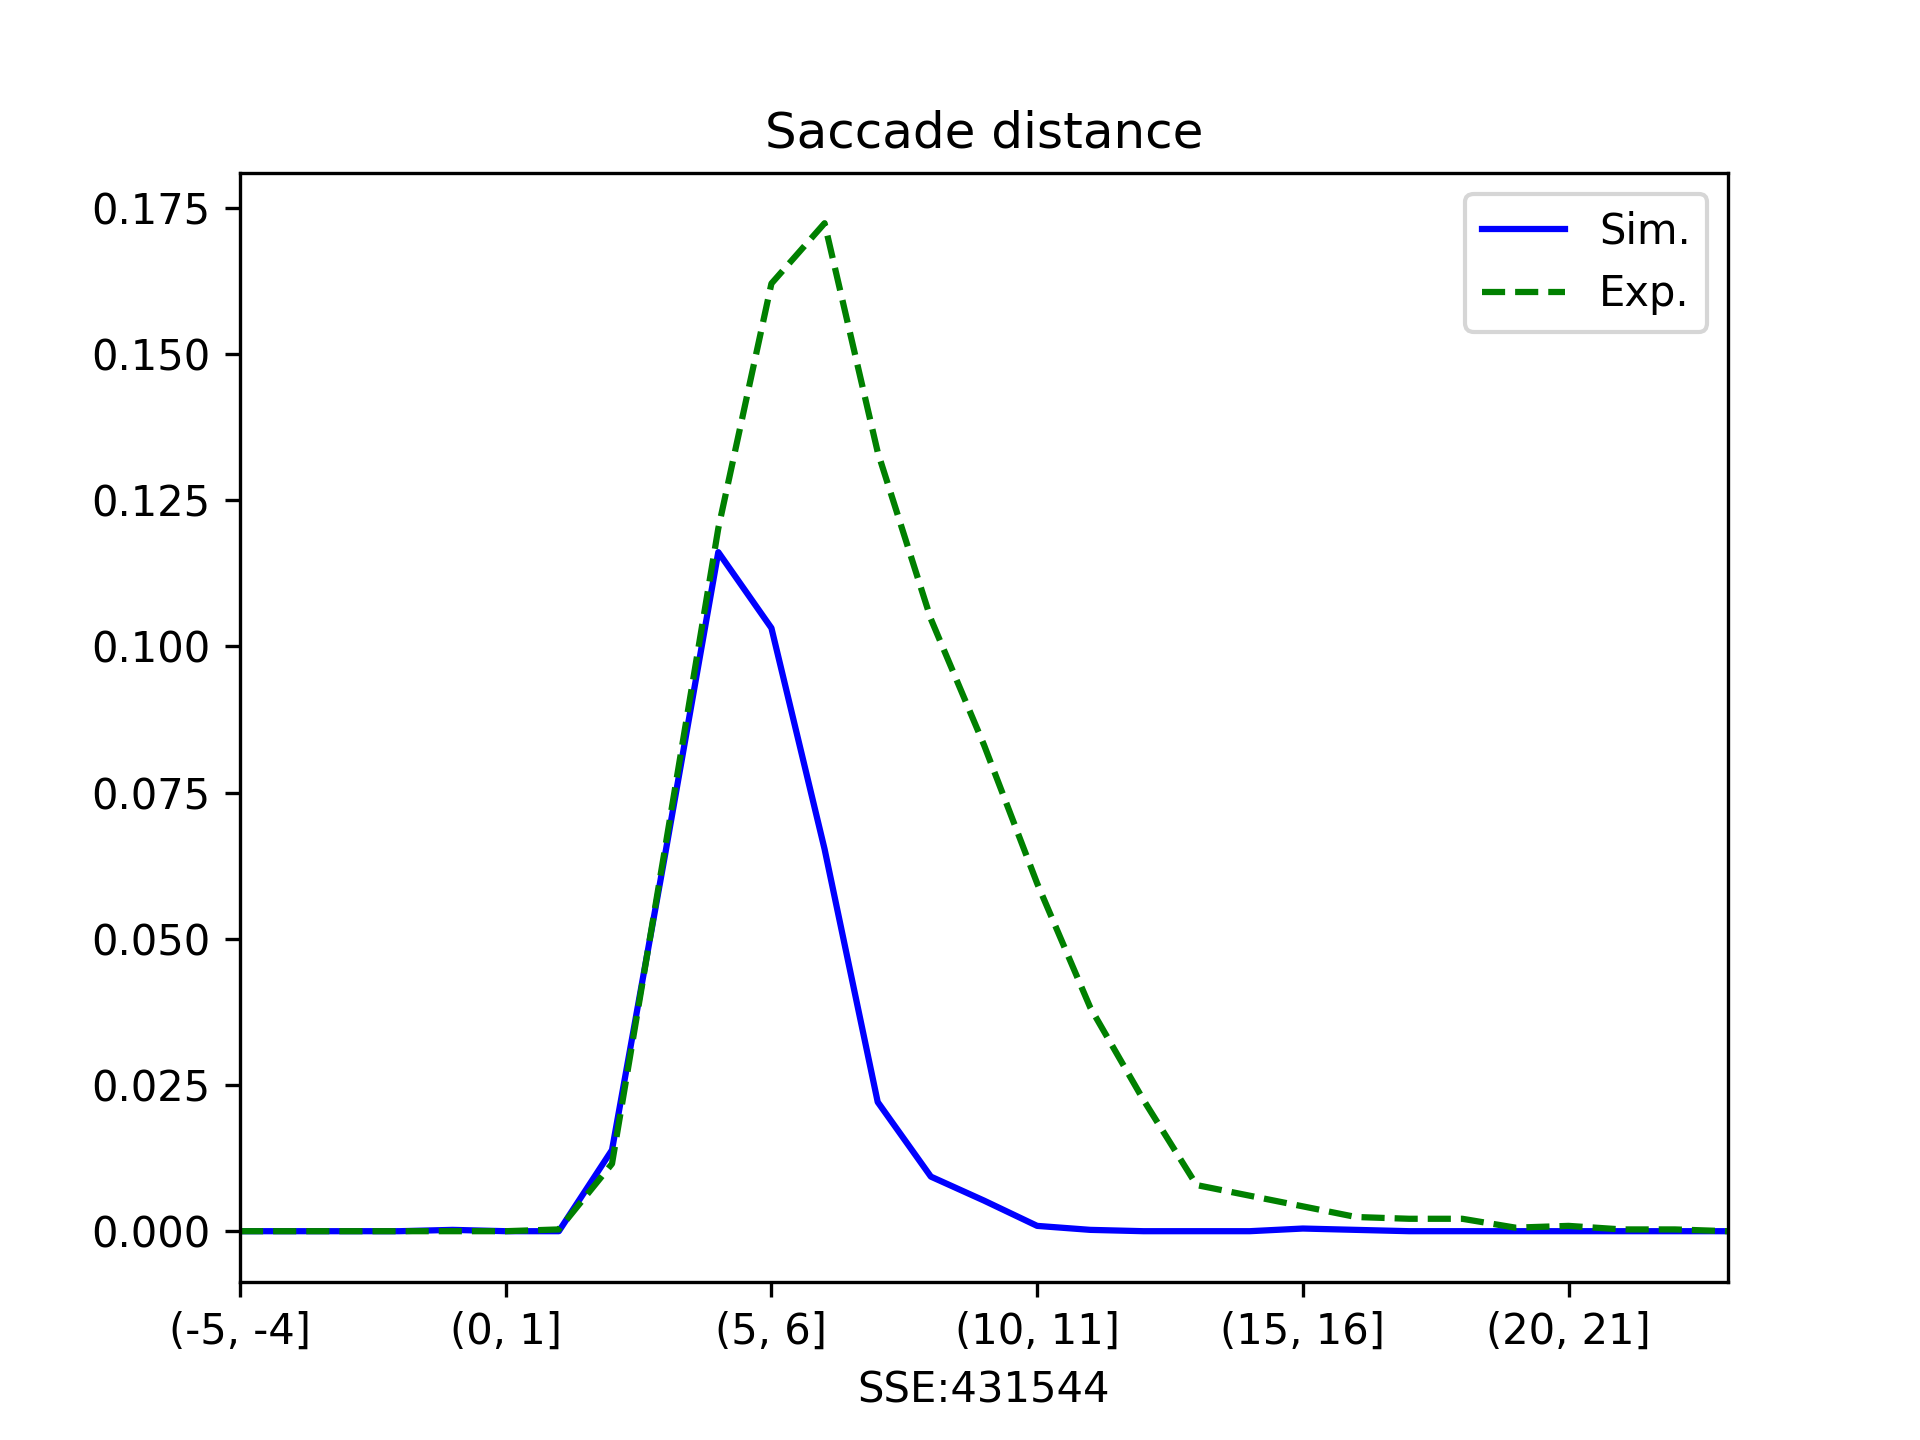 Saccade distance
0.175
0.150
0.125
0.100
0.075
0.050
0.025
0.000
Sim.
Exp.
(-5, -4] (0, 1] (5, 6] (10, 11] (15, 16] (20, 21]
SSE:431544